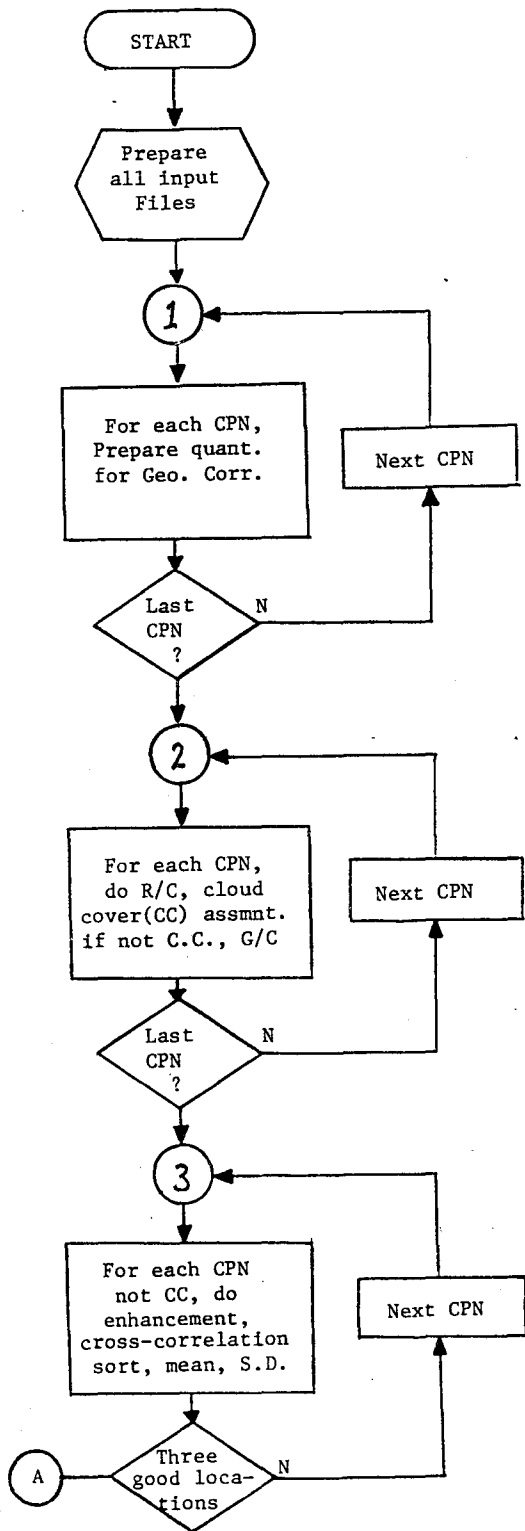 START
Prepare
all input
Files
1
For each CPN,
Prepare quant.
for Geo. Corr.
Next CPN
Last
CPN
?
N
2
For each CPN,
do R/C, cloud
cover(CC) assmnt.
if not C.C., G/C
Next CPN
Last
CPN
?
N
3
For each CPN
not CC, do
enhancement,
cross-correlation
sort, mean, S.D.
Next CPN
A
Three
good loca-
tions
N